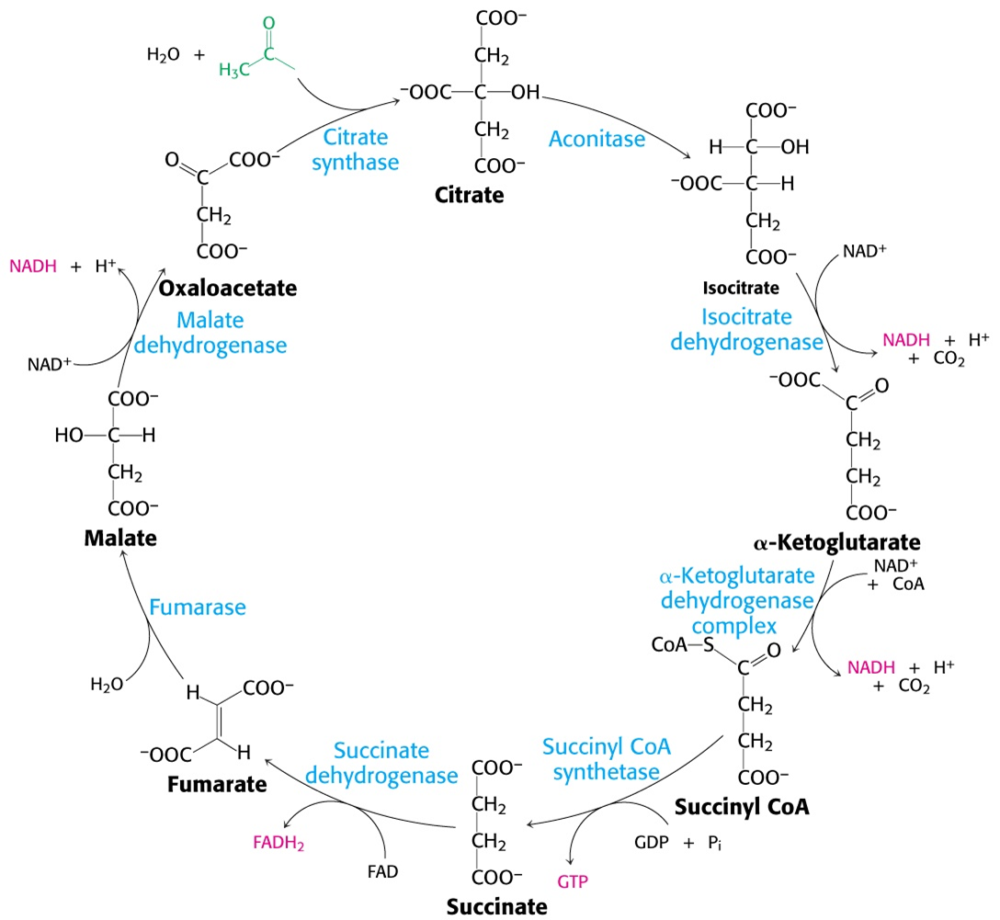 H₂O + H₃C C O
Citrate
synthase
COO⁻
CH₂
⁻OOC C OH
CH₂
COO⁻
Citrate
Aconitase
COO⁻
H C OH
⁻OOC C H
CH₂
COO⁻
Isocitrate
NAD⁺
Isocitrate
dehydrogenase
NADH + H⁺
+ CO₂
⁻OOC
C O
CH₂
CH₂
COO⁻
α-Ketoglutarate
NAD⁺
+ CoA
α-Ketoglutarate
dehydrogenase
complex
NADH + H⁺
+ CO₂
CoA S
C O
CH₂
CH₂
COO⁻
Succinyl CoA
Succinyl CoA
synthetase
GDP + Pᵢ
GTP
COO⁻
CH₂
CH₂
COO⁻
Succinate
Succinate
dehydrogenase
FAD
FADH₂
H COO⁻
⁻OOC H
Fumarate
Fumarase
H₂O
COO⁻
HO C H
CH₂
COO⁻
Malate
NAD⁺
Malate
dehydrogenase
NADH + H⁺
O C COO⁻
CH₂
COO⁻
Oxaloacetate